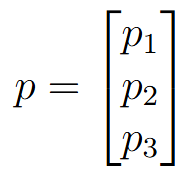 p = [p₁
p₂
p₃]